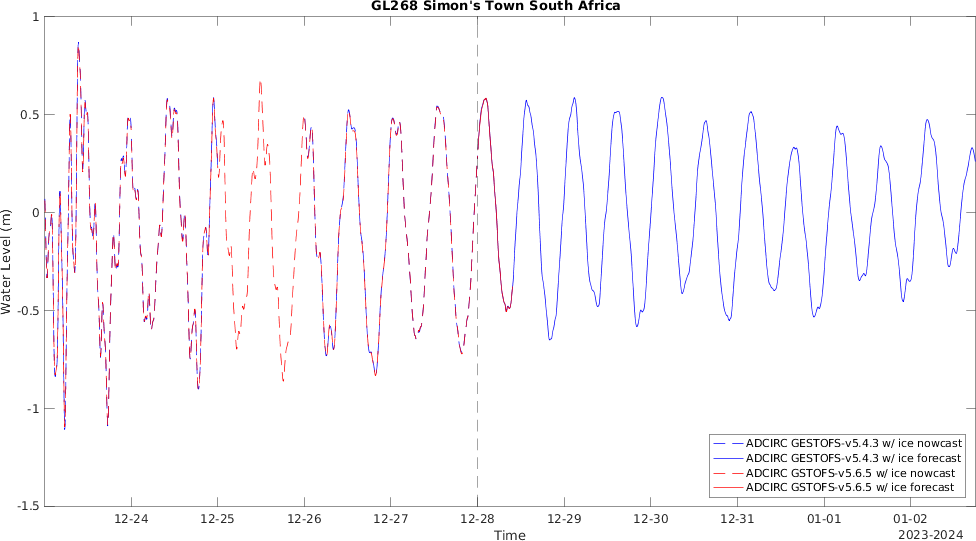 GL268 Simon's Town South Africa
1
0.5
0
-0.5
-1
-1.5
Water Level (m)
12-24 12-25 12-26 12-27 12-28 12-29 12-30 12-31 01-01 01-02
Time
2023-2024
ADCIRC GESTOFS-v5.4.3 w/ ice nowcast
ADCIRC GESTOFS-v5.4.3 w/ ice forecast
ADCIRC GSTOFS-v5.6.5 w/ ice nowcast
ADCIRC GSTOFS-v5.6.5 w/ ice forecast